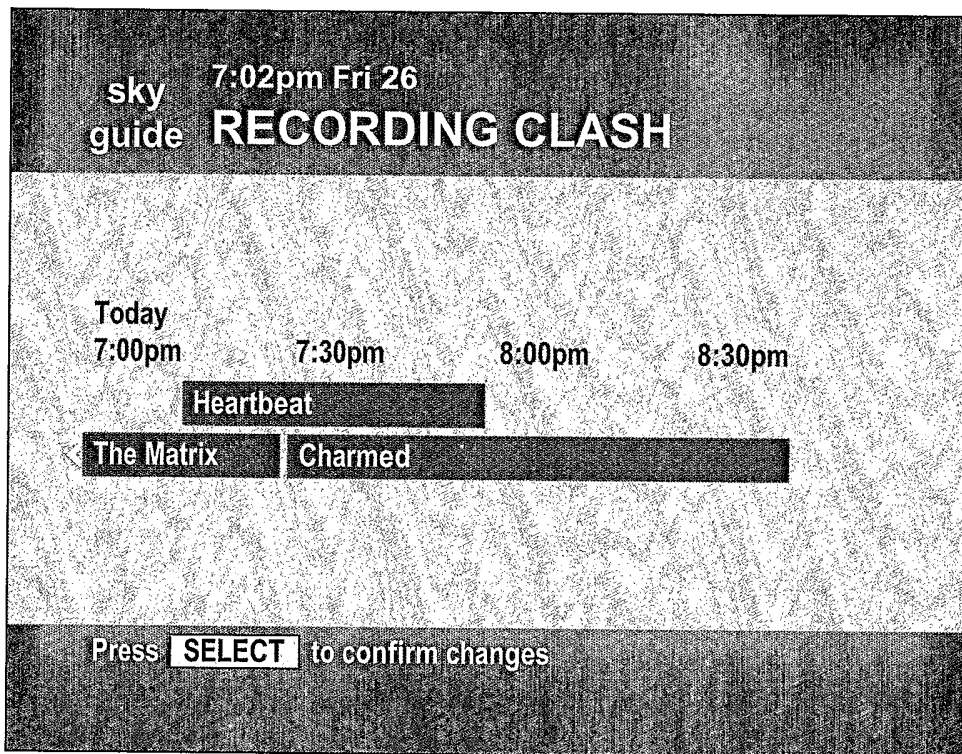 sky
guide
7:02pm Fri 26
RECORDING CLASH
Today
7:00pm 7:30pm 8:00pm 8:30pm
Heartbeat
The Matrix Charmed
Press SELECT to confirm changes